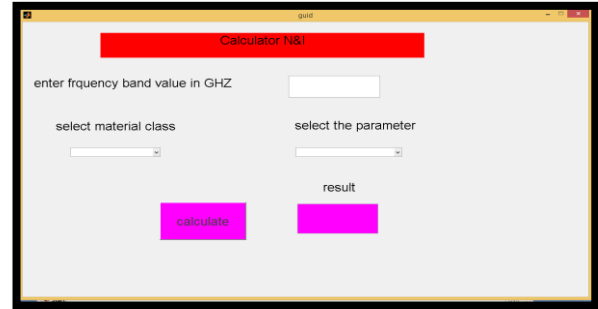 guid
Calculator N&I
enter frquency band value in GHZ
select material class
select the parameter
result
calculate